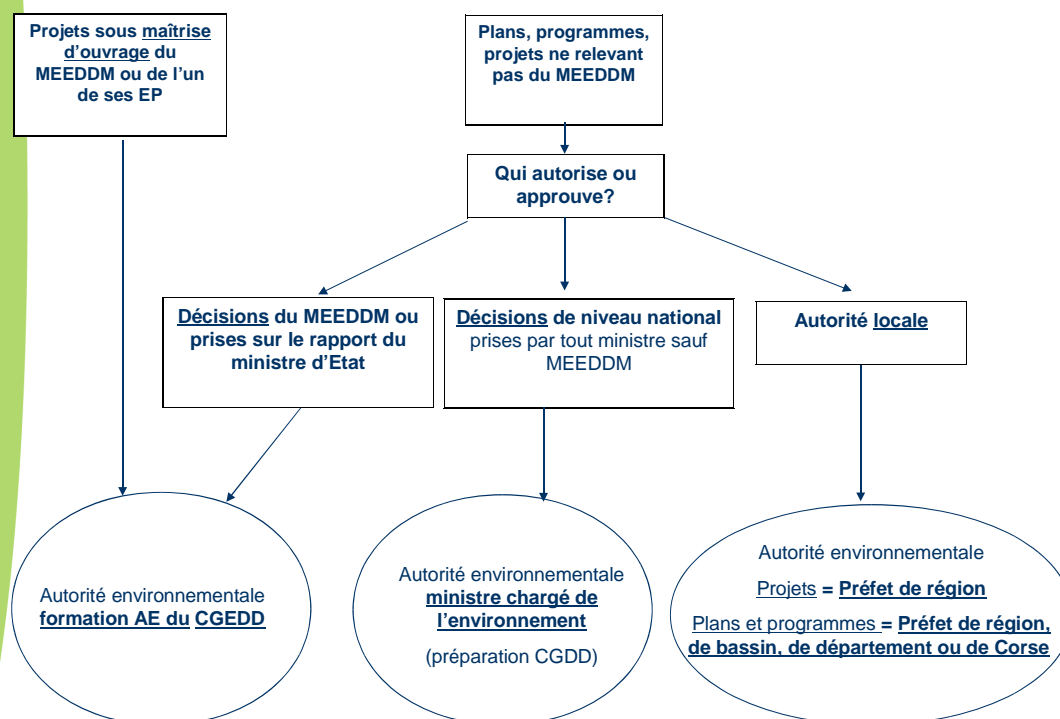 Projets sous maîtrise
d'ouvrage du
MEEDDM ou de l'un
de ses EP
Plans, programmes,
projets ne relevant
pas du MEEDDM
Qui autorise ou
approuve?
Décisions du MEEDDM ou
prises sur le rapport du
ministre d'Etat
Décisions de niveau national
prises par tout ministre sauf
MEEDDM
Autorité locale
Autorité environnementale
formation AE du CGEDD
Autorité environnementale
ministre chargé de
l'environnement
(préparation CGDD)
Autorité environnementale
Projets = Préfet de région
Plans et programmes = Préfet de région,
de bassin, de département ou de Corse